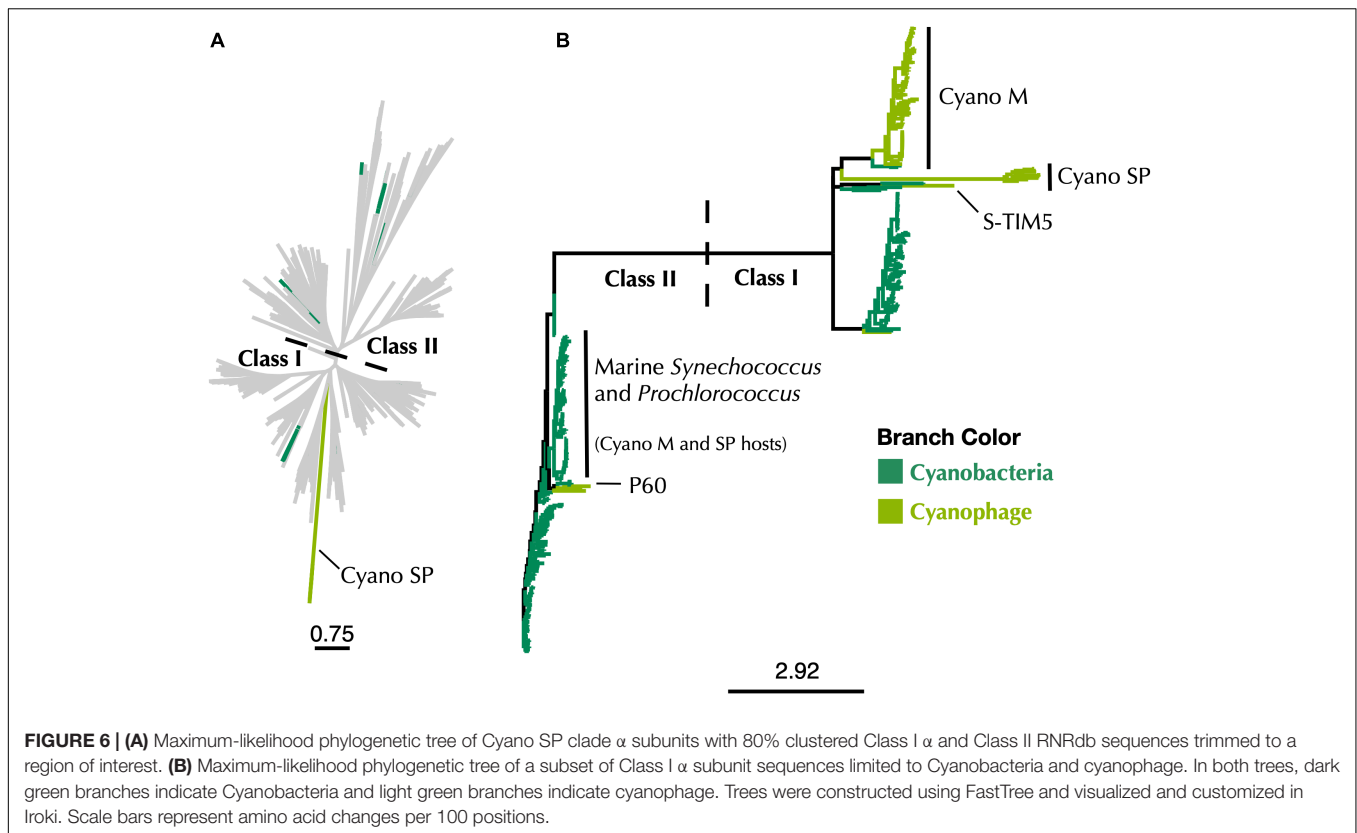 A
B
Cyano M
Cyano SP
S-TIM5
Class II
Class I
Class I
Class II
Marine Synechococcus
and Prochlorococcus
(Cyano M and SP hosts)
P60
Branch Color
Cyanobacteria
Cyanophage
Cyano SP
0.75
2.92
FIGURE 6 | (A) Maximum-likelihood phylogenetic tree of Cyano SP clade α subunits with 80% clustered Class I α and Class II RNRdb sequences trimmed to a
region of interest. (B) Maximum-likelihood phylogenetic tree of a subset of Class I α subunit sequences limited to Cyanobacteria and cyanophage. In both trees, dark
green branches indicate Cyanobacteria and light green branches indicate cyanophage. Trees were constructed using FastTree and visualized and customized in
Iroki. Scale bars represent amino acid changes per 100 positions.